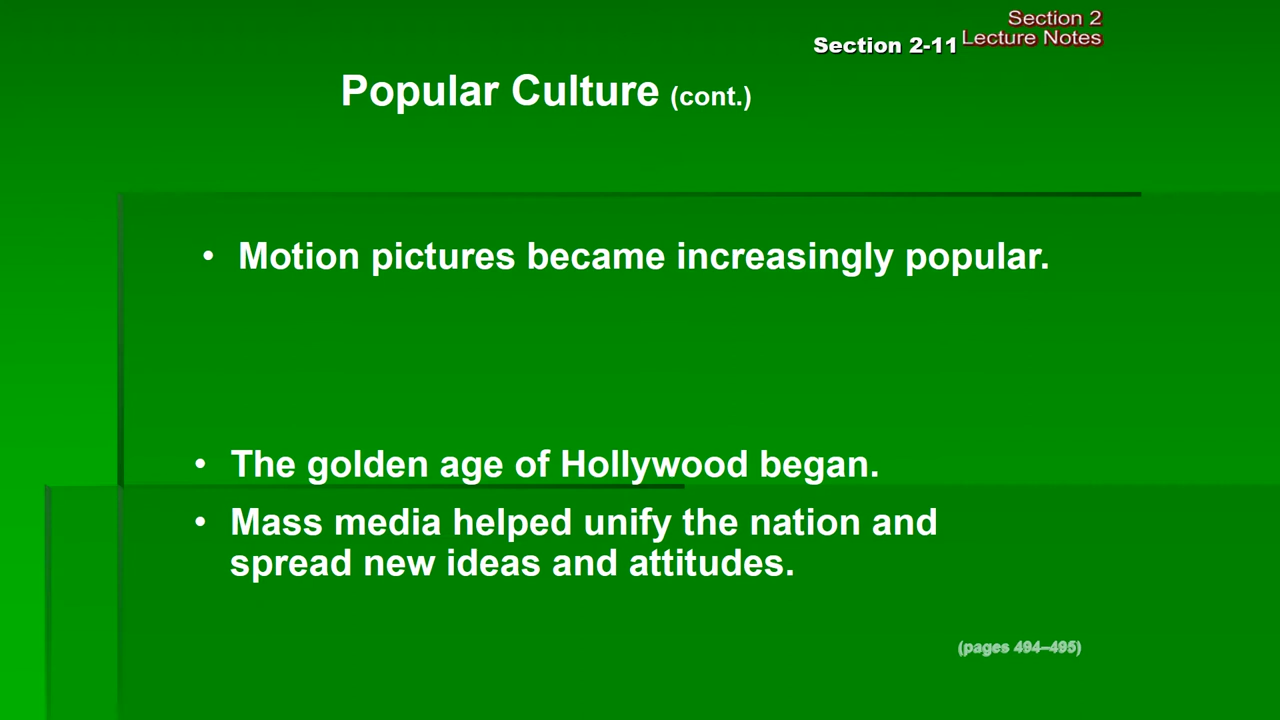 Section 2
Section 2-11 Lecture Notes
Popular Culture (cont.)
• Motion pictures became increasingly popular.
• The golden age of Hollywood began.
• Mass media helped unify the nation and
spread new ideas and attitudes.
(pages 494–495)